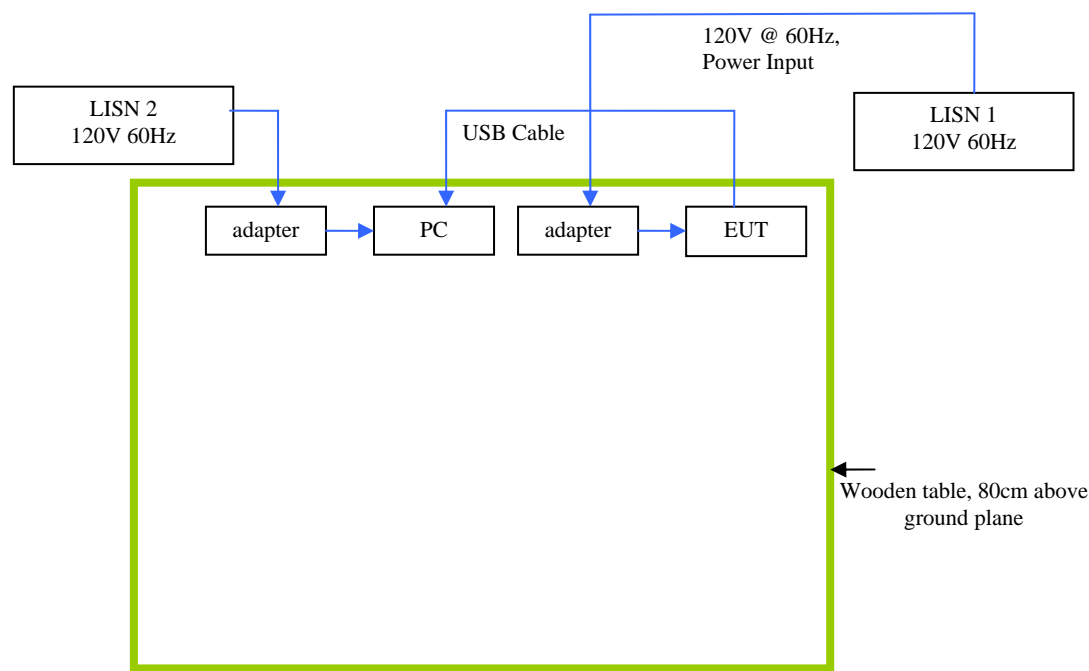 120V @ 60Hz,
Power Input
LISN 2
120V 60Hz
USB Cable
LISN 1
120V 60Hz
adapter
PC
adapter
EUT
Wooden table, 80cm above
ground plane